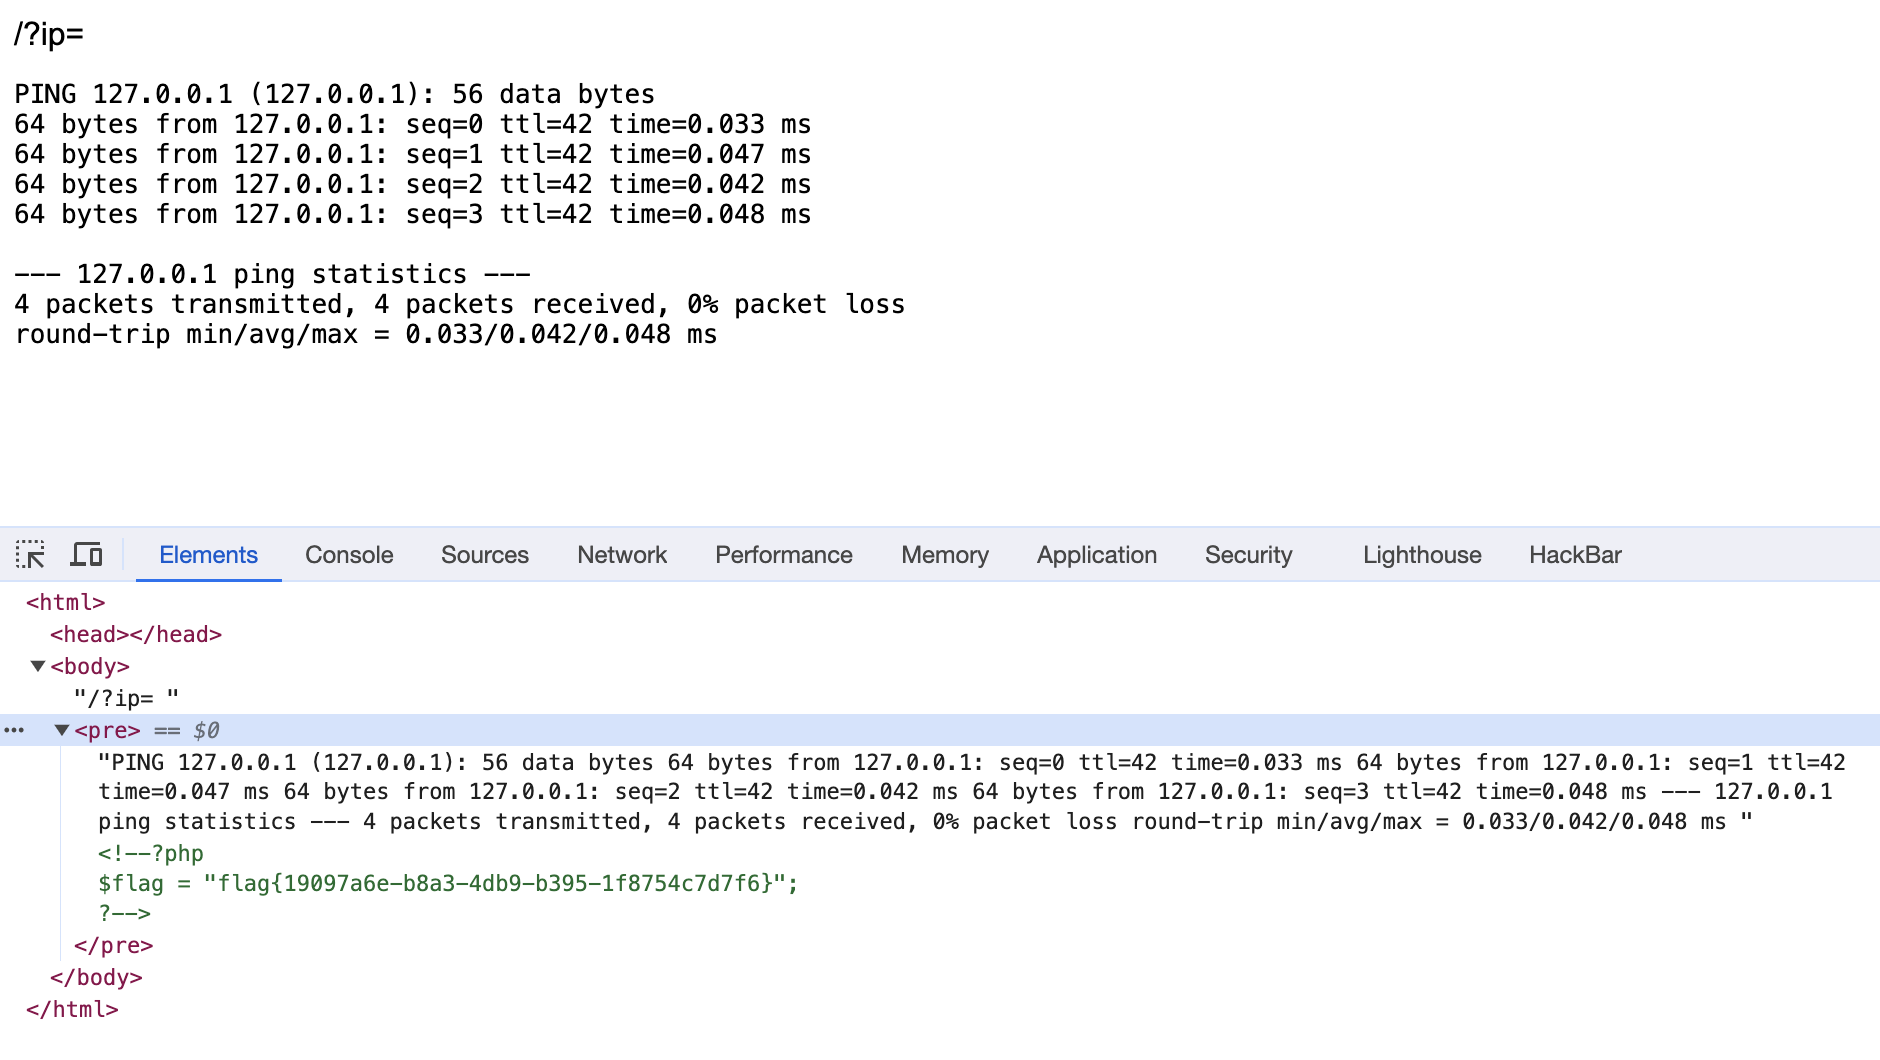 /?ip=
PING 127.0.0.1 (127.0.0.1): 56 data bytes
64 bytes from 127.0.0.1: seq=0 ttl=42 time=0.033 ms
64 bytes from 127.0.0.1: seq=1 ttl=42 time=0.047 ms
64 bytes from 127.0.0.1: seq=2 ttl=42 time=0.042 ms
64 bytes from 127.0.0.1: seq=3 ttl=42 time=0.048 ms
--- 127.0.0.1 ping statistics ---
4 packets transmitted, 4 packets received, 0% packet loss
round-trip min/avg/max = 0.033/0.042/0.048 ms
Elements Console Sources Network Performance Memory Application Security Lighthouse HackBar
<html>
<head></head>
<body>
"/?ip= "
<pre> == $0
"PING 127.0.0.1 (127.0.0.1): 56 data bytes 64 bytes from 127.0.0.1: seq=0 ttl=42 time=0.033 ms 64 bytes from 127.0.0.1: seq=1 ttl=42
time=0.047 ms 64 bytes from 127.0.0.1: seq=2 ttl=42 time=0.042 ms 64 bytes from 127.0.0.1: seq=3 ttl=42 time=0.048 ms --- 127.0.0.1
ping statistics --- 4 packets transmitted, 4 packets received, 0% packet loss round-trip min/avg/max = 0.033/0.042/0.048 ms "
<!--?php
$flag = "flag{19097a6e-b8a3-4db9-b395-1f8754c7d7f6}";
?-->
</pre>
</body>
</html>